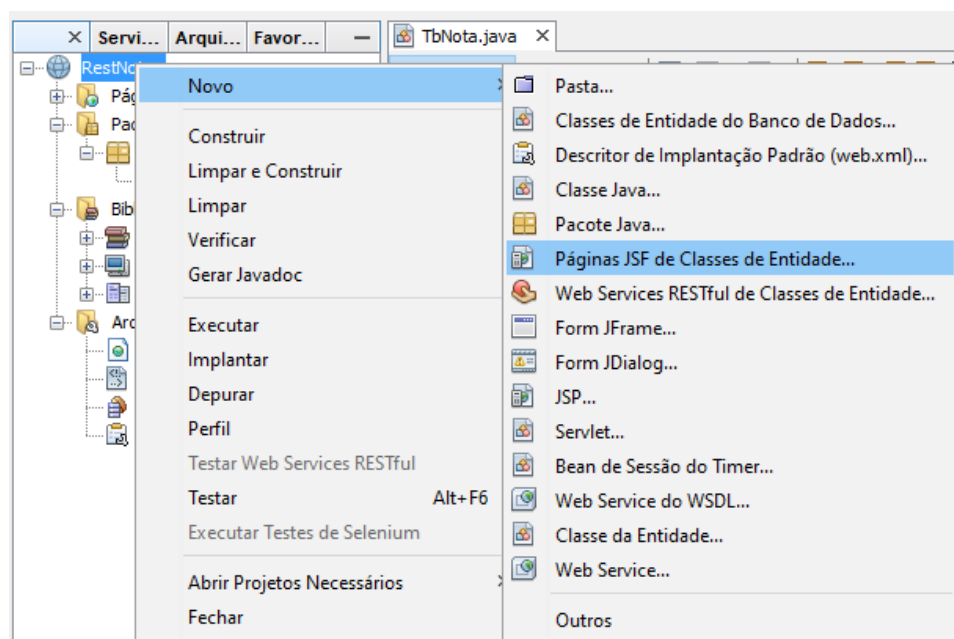 Servi... Arqui... Favor... TbNota.java
RestNo
Pág
Pac
Bibl
Arq
Novo
Construir
Limpar e Construir
Limpar
Verificar
Gerar Javadoc
Executar
Implantar
Depurar
Perfil
Testar Web Services RESTful
Testar Alt+F6
Executar Testes de Selenium
Abrir Projetos Necessários
Fechar
Pasta...
Classes de Entidade do Banco de Dados...
Descritor de Implantação Padrão (web.xml)...
Classe Java...
Pacote Java...
Páginas JSF de Classes de Entidade...
Web Services RESTful de Classes de Entidade...
Form JFrame...
Form JDialog...
JSP...
Servlet...
Bean de Sessão do Timer...
Web Service do WSDL...
Classe da Entidade...
Web Service...
Outros